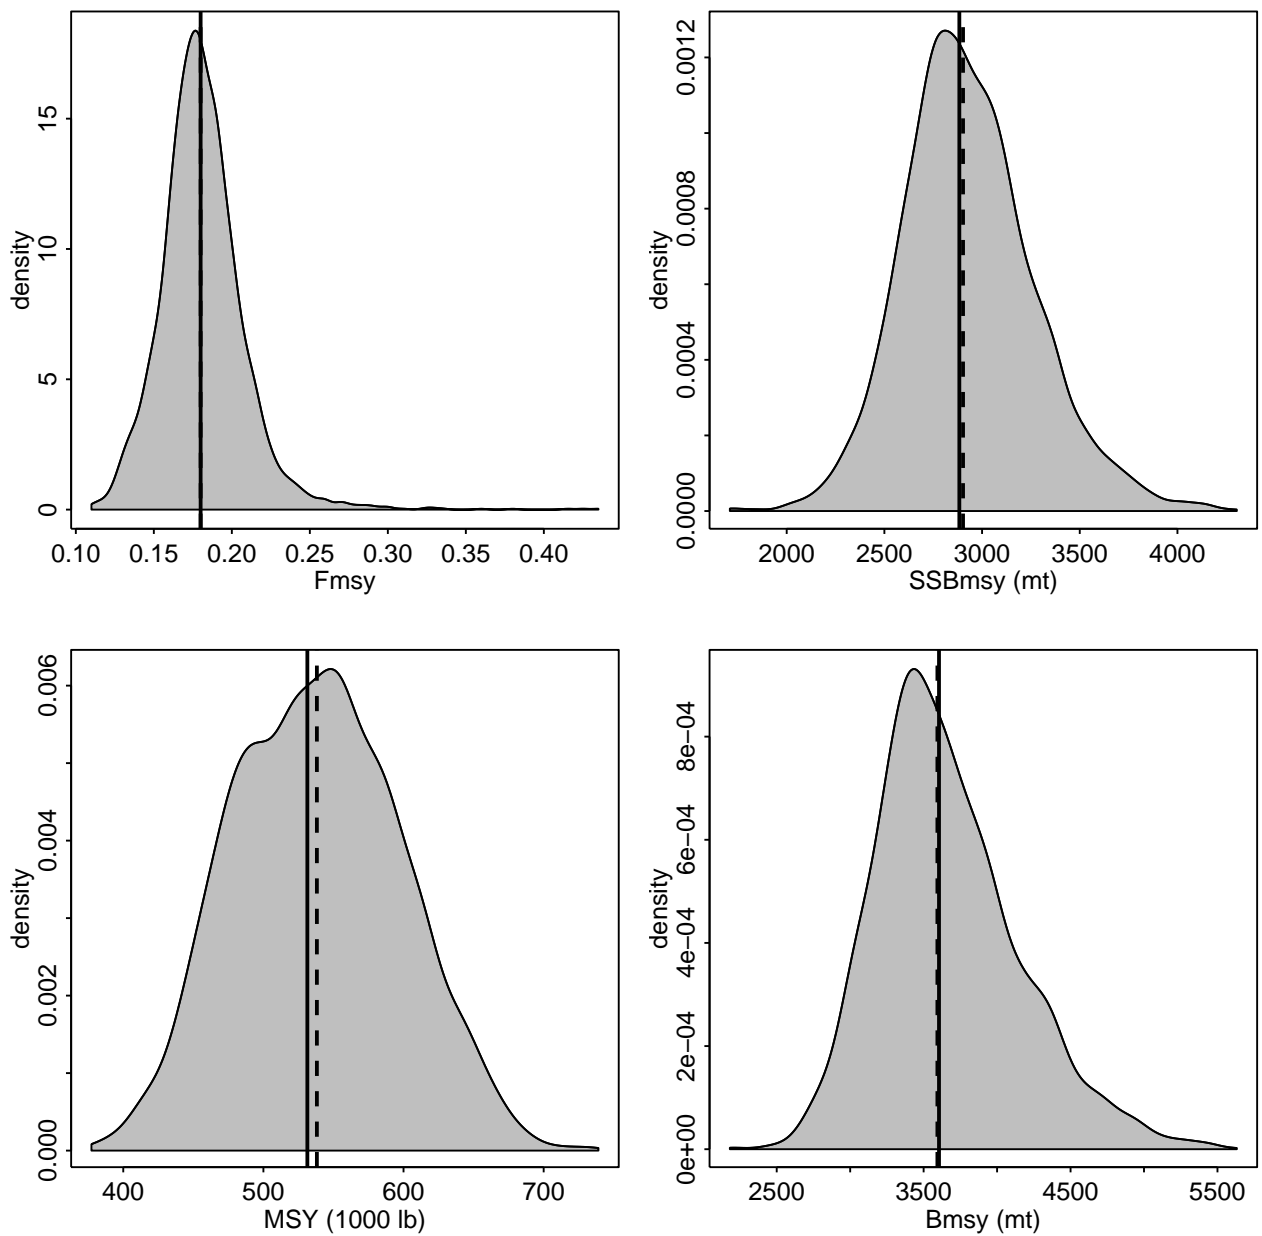 density
0
5
10
15
0.10 0.15 0.20 0.25 0.30 0.35 0.40
Fmsy
density
0.0000
0.0004
0.0008
0.0012
2000 2500 3000 3500 4000
SSBmsy (mt)
density
0.000
0.002
0.004
0.006
400 500 600 700
MSY (1000 lb)
density
0e+00
2e−04
4e−04
6e−04
8e−04
2500 3500 4500 5500
Bmsy (mt)